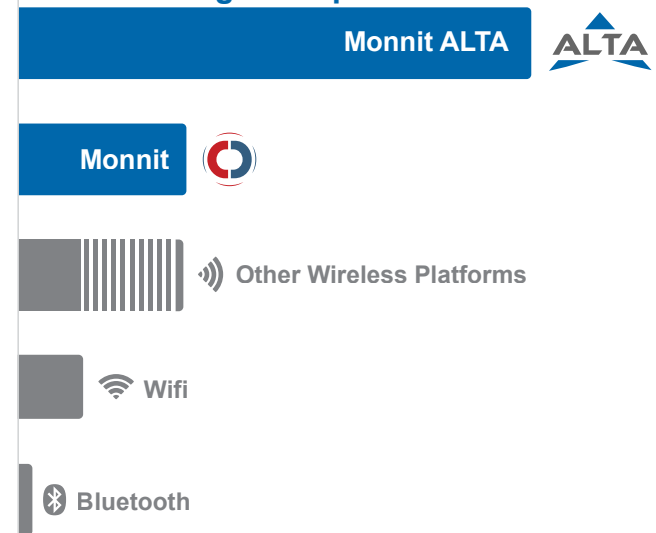 Monnit ALTA
ALTA
Monnit
Other Wireless Platforms
Wifi
Bluetooth